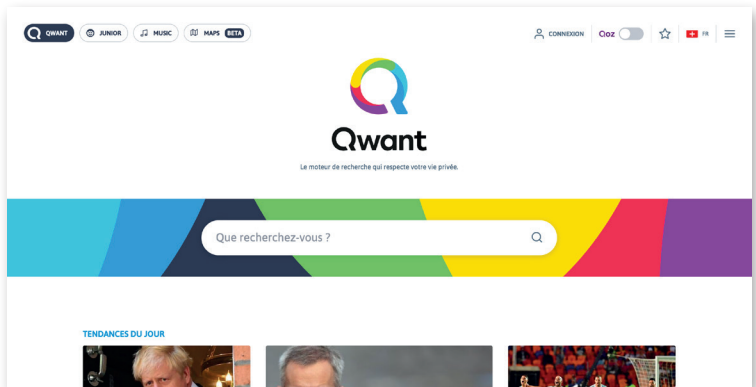 QWANT JUNIOR MUSIC MAPS BETA CONNEXION Qoz FR
Qwant
Le moteur de recherche qui respecte votre vie privée.
Que recherchez-vous ?
TENDANCES DU JOUR